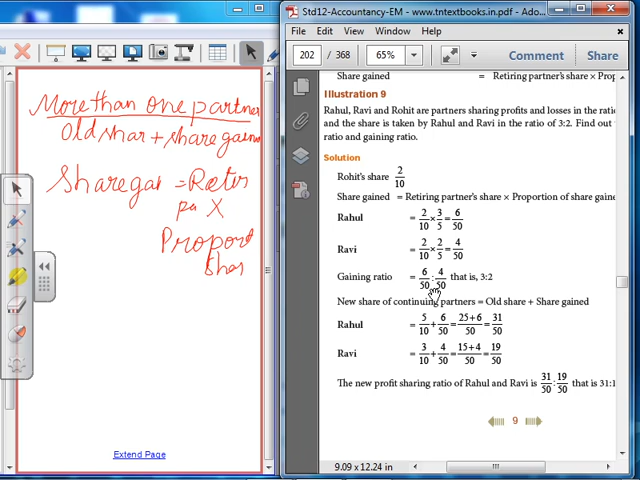 Std12-Accountancy-EM - www.tntextbooks.in.pdf - Ado...
File Edit View Window Help
202 / 368 65% Comment Share
Share gained = Retiring partner's share × Prop
Illustration 9
Rahul, Ravi and Rohit are partners sharing profits and losses in the ratio
and the share is taken by Rahul and Ravi in the ratio of 3:2. Find out
ratio and gaining ratio.
Solution
Rohit's share 2/10
Share gained = Retiring partner's share × Proportion of share gaine
Rahul = 2/10 × 3/5 = 6/50
Ravi = 2/10 × 2/5 = 4/50
Gaining ratio = 6/50 : 4/50 that is, 3:2
New share of continuing partners = Old share + Share gained
Rahul = 5/10 + 6/50 = 25+6/50 = 31/50
Ravi = 3/10 + 4/50 = 15+4/50 = 19/50
The new profit sharing ratio of Rahul and Ravi is 31/50 : 19/50 that is 31:1
9
9.09 x 12.24 in
More than one partner
Old shar + share gain
Share gai = Retir
pa X
Proport
Shar
Extend Page